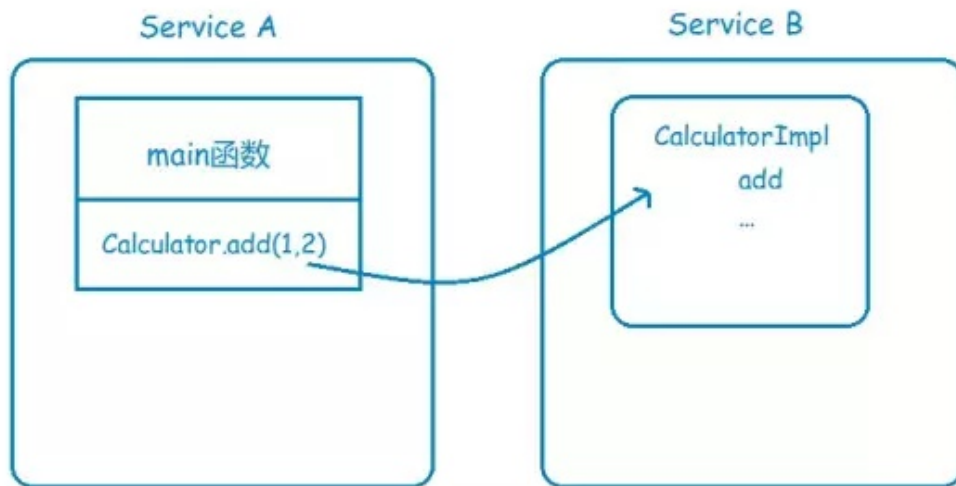 Service A
main函数
Calculator.add(1,2)
Service B
CalculatorImpl
add
...